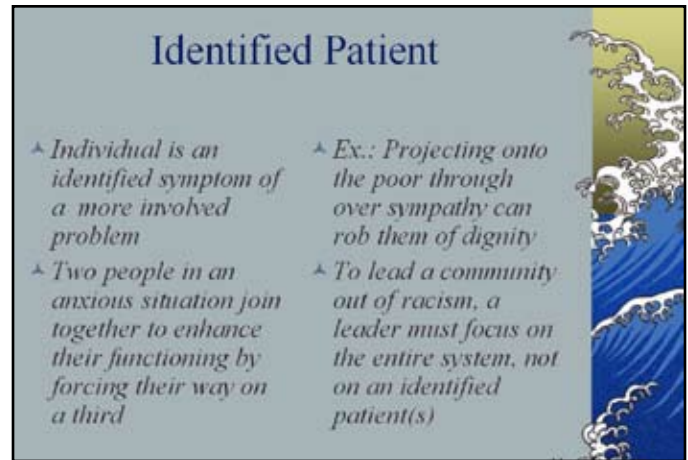 Identified Patient
Individual is an
identified symptom of
a more involved
problem
Two people in an
anxious situation join
together to enhance
their functioning by
forcing their way on
a third
Ex.: Projecting onto
the poor through
over sympathy can
rob them of dignity
To lead a community
out of racism, a
leader must focus on
the entire system, not
on an identified
patient(s)